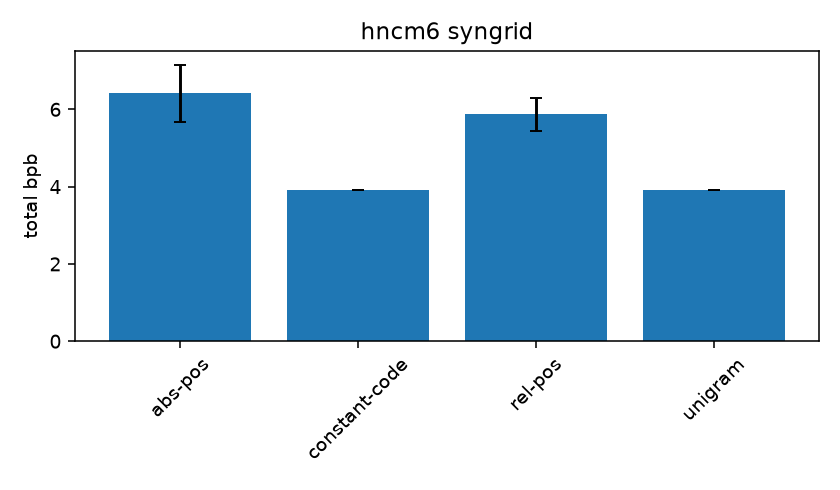 hncm6 syngrid
total bpb
6
4
2
0
abs-pos
constant-code
rel-pos
unigram